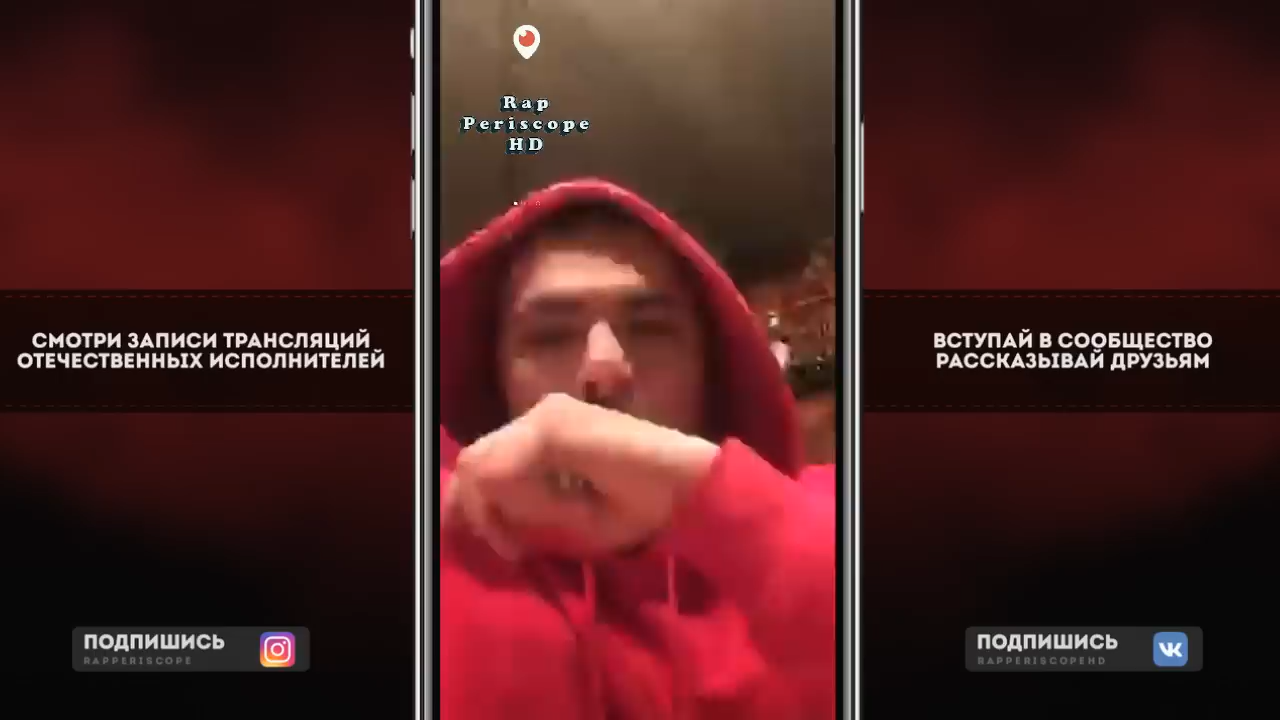 Rap
Periscope
HD
СМОТРИ ЗАПИСИ ТРАНСЛЯЦИЙ
ОТЕЧЕСТВЕННЫХ ИСПОЛНИТЕЛЕЙ
ВСТУПАЙ В СООБЩЕСТВО
РАССКАЗЫВАЙ ДРУЗЬЯМ
ПОДПИШИСЬ
RAPPERISCOPE
ПОДПИШИСЬ
RAPPERISCOPEHD